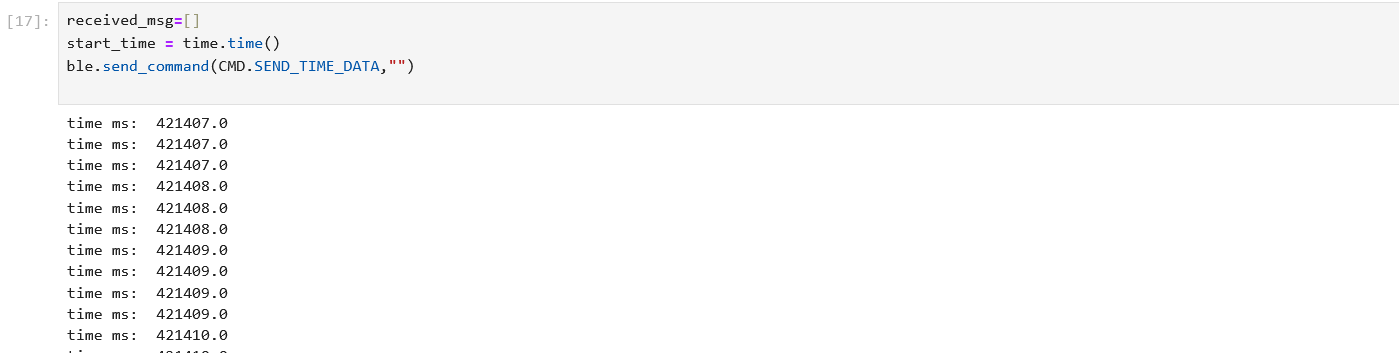 [17]:
received_msg=[]
start_time = time.time()
ble.send_command(CMD.SEND_TIME_DATA,"")
time ms:  421407.0
time ms:  421407.0
time ms:  421407.0
time ms:  421408.0
time ms:  421408.0
time ms:  421408.0
time ms:  421409.0
time ms:  421409.0
time ms:  421409.0
time ms:  421409.0
time ms:  421410.0